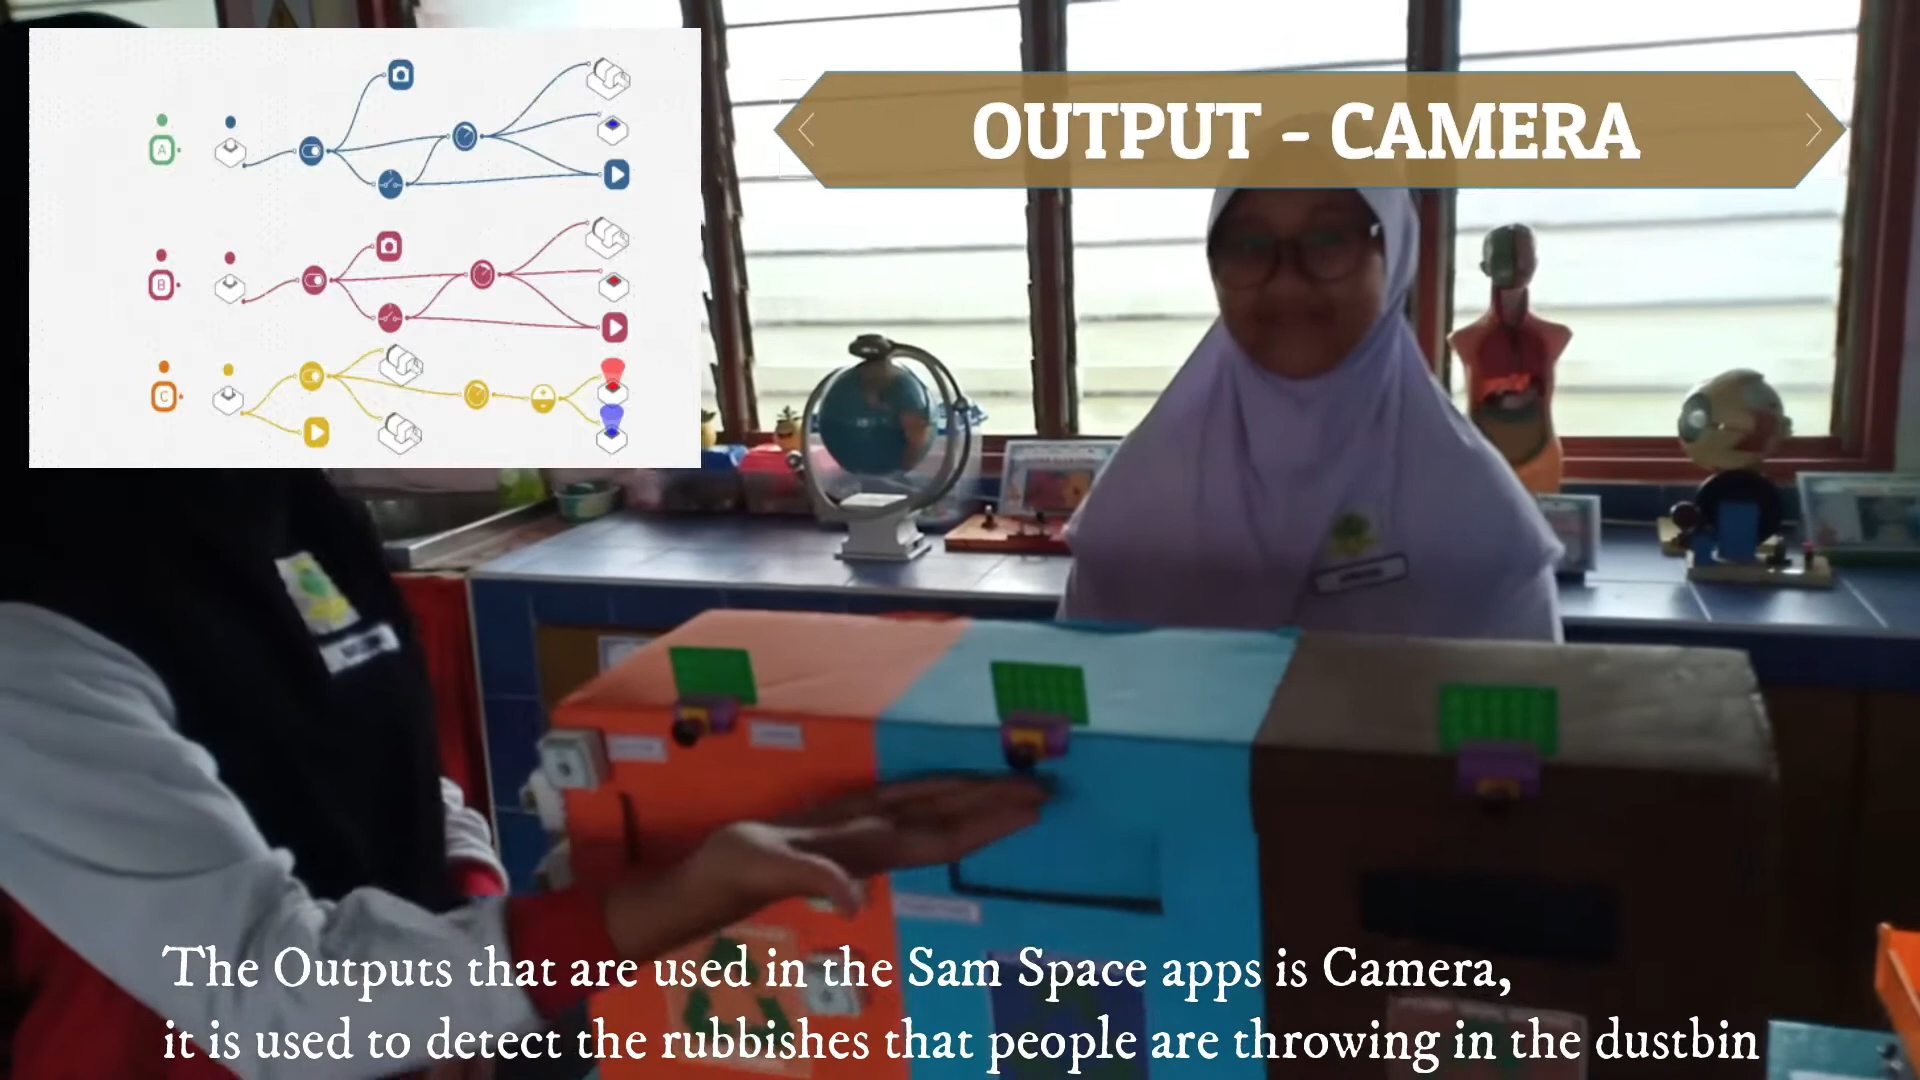 OUTPUT - CAMERA
A
B
C
The Outputs that are used in the Sam Space apps is Camera,
it is used to detect the rubbishes that people are throwing in the dustbin